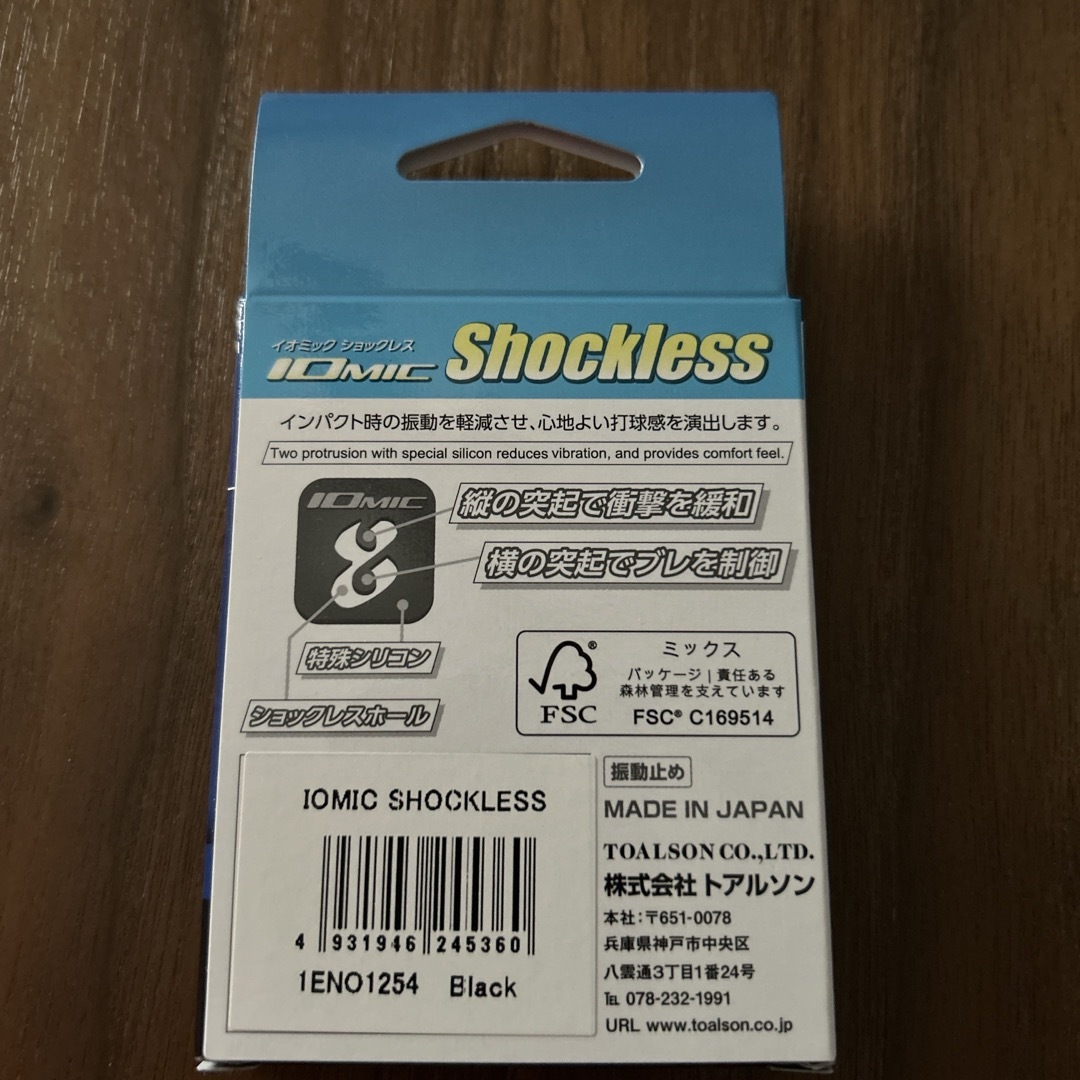 イオミック ショックレス
IOMIC Shockless
インパクト時の振動を軽減させ、心地よい打球感を演出します。
Two protrusion with special silicon reduces vibration, and provides comfort feel.
IOMIC
縦の突起で衝撃を緩和
横の突起でブレを制御
特殊シリコン
ショックレスホール
FSC®
ミックス
パッケージ|責任ある
森林管理を支えています
FSC® C169514
IOMIC SHOCKLESS
4 931946 245360
1ENO1254 Black
振動止め
MADE IN JAPAN
TOALSON CO.,LTD.
株式会社 トアルソン
本社:〒651-0078
兵庫県神戸市中央区
八雲通3丁目1番24号
℡ 078-232-1991
URL www.toalson.co.jp